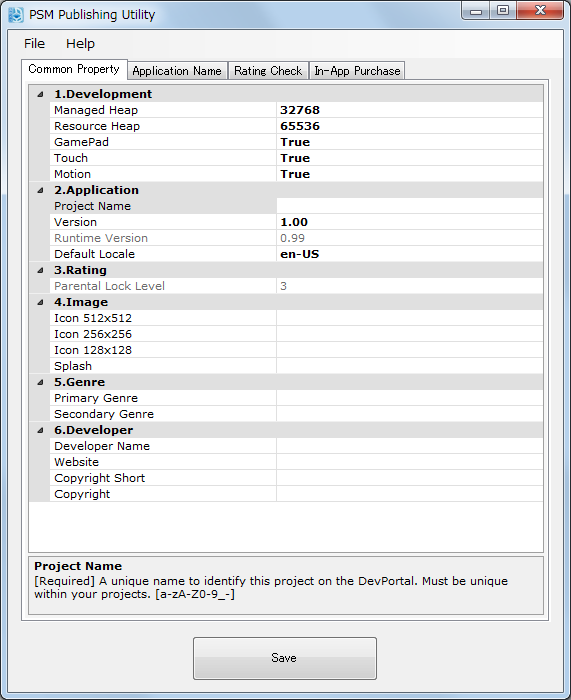 PSM Publishing Utility
File Help
Common Property Application Name Rating Check In-App Purchase
1.Development
Managed Heap 32768
Resource Heap 65536
GamePad True
Touch True
Motion True
2.Application
Project Name
Version 1.00
Runtime Version 0.99
Default Locale en-US
3.Rating
Parental Lock Level 3
4.Image
Icon 512x512
Icon 256x256
Icon 128x128
Splash
5.Genre
Primary Genre
Secondary Genre
6.Developer
Developer Name
Website
Copyright Short
Copyright
Project Name
[Required] A unique name to identify this project on the DevPortal. Must be unique
within your projects. [a-zA-Z0-9_-]
Save